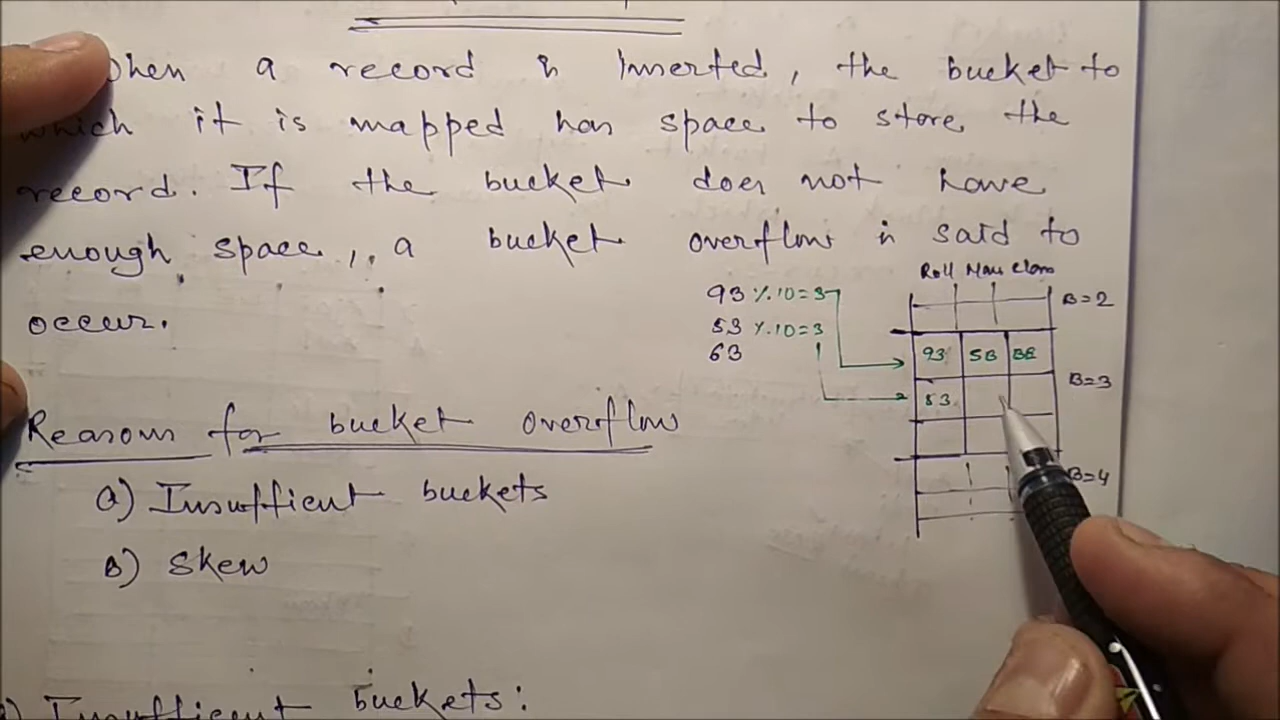 When a record is inserted, the bucket to
which it is mapped has space to store the
record. If the bucket does not have
enough space, a bucket overflow is said to
occur.
Roll Name Class
93 % 10 = 3
53 % 10 = 3
63
B=2
93 SB BE
B=3
53
B=4
Reasons for bucket overflow
a) Insufficient buckets
B) Skew
Insufficient buckets: